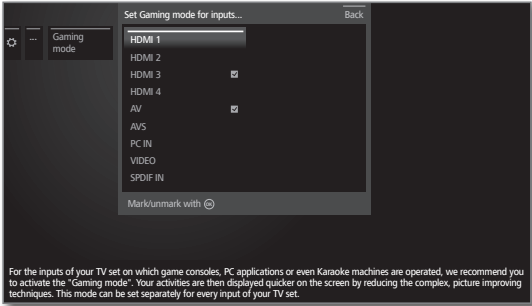 Set Gaming mode for inputs... Back
... Gaming mode
HDMI 1
HDMI 2
HDMI 3
HDMI 4
AV
AVS
PC IN
VIDEO
SPDIF IN
Mark/unmark with OK
For the inputs of your TV set on which game consoles, PC applications or even Karaoke machines are operated, we recommend you
to activate the "Gaming mode". Your activities are then displayed quicker on the screen by reducing the complex, picture improving
techniques. This mode can be set separately for every input of your TV set.